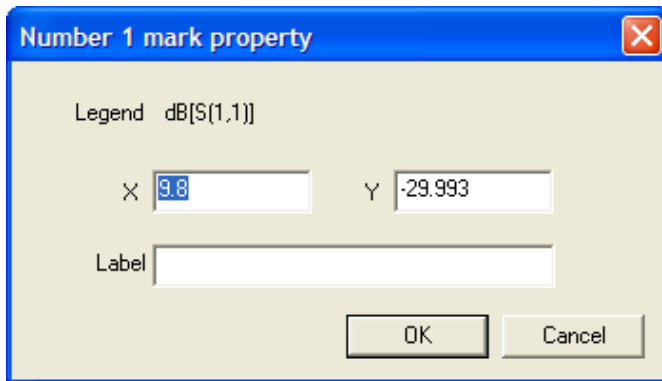 Number 1 mark property
Legend dB[S(1,1)]
X 9.8 Y -29.993
Label
OK Cancel